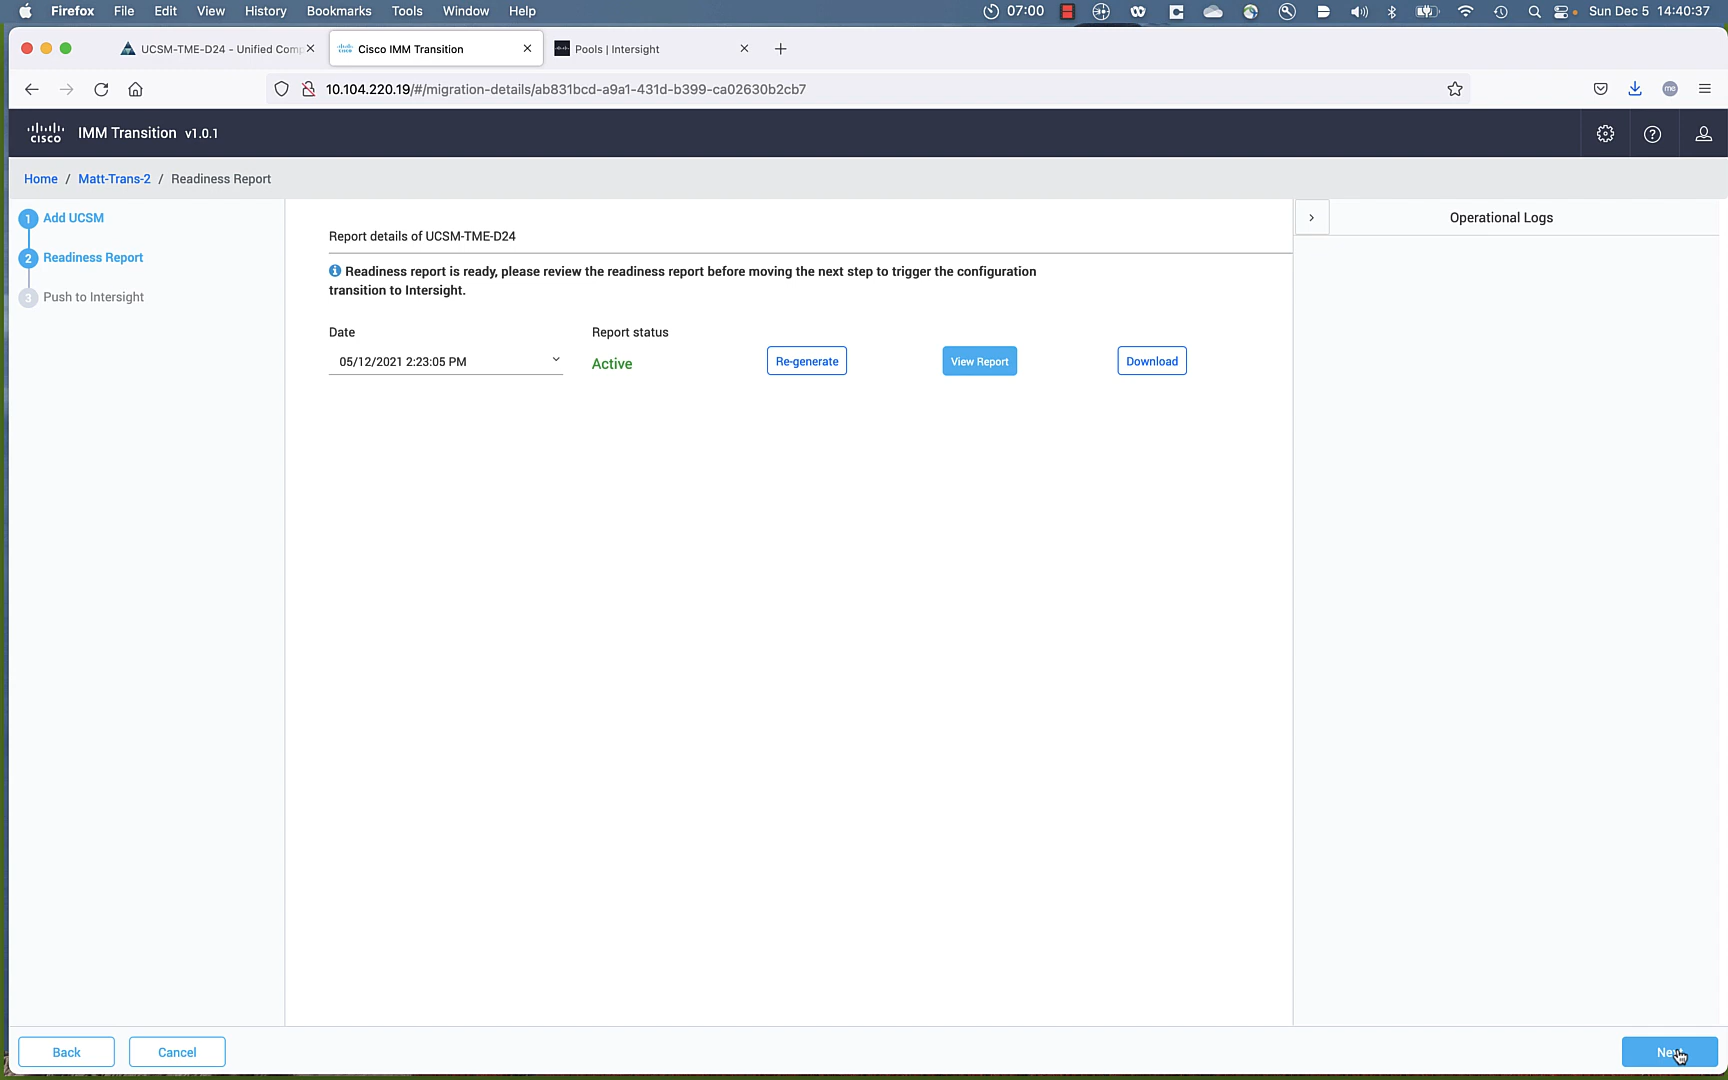 Firefox File Edit View History Bookmarks Tools Window Help 07:00 Sun Dec 5 14:40:37
UCSM-TME-D24 - Unified Comp
Cisco IMM Transition
Pools | Intersight
10.104.220.19/#/migration-details/ab831bcd-a9a1-431d-b399-ca02630b2cb7
me
cisco
IMM Transition v1.0.1
Home / Matt-Trans-2 / Readiness Report
1 Add UCSM
2 Readiness Report
3 Push to Intersight
Report details of UCSM-TME-D24
Readiness report is ready, please review the readiness report before moving the next step to trigger the configuration
transition to Intersight.
Date
Report status
05/12/2021 2:23:05 PM
Active
Re-generate
View Report
Download
Operational Logs
Back
Cancel